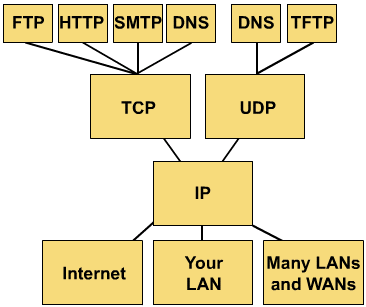 FTP HTTP SMTP DNS DNS TFTP
TCP UDP
IP
Internet
Your
LAN
Many LANs
and WANs